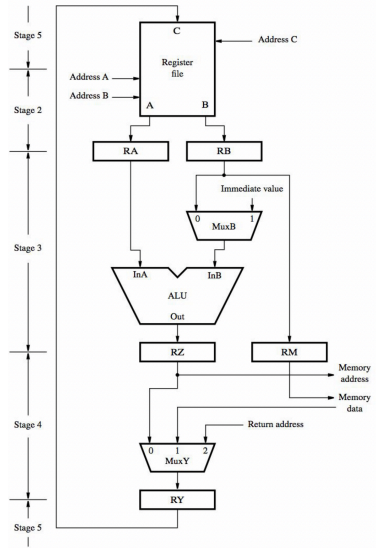 Stage 5
C
Address C
Register
file
Address A
Address B
Stage 2
A
B
RA
RB
Immediate value
0
1
MuxB
Stage 3
InA
InB
ALU
Out
RZ
RM
Memory
address
Memory
data
Stage 4
Return address
0
1
2
MuxY
RY
Stage 5